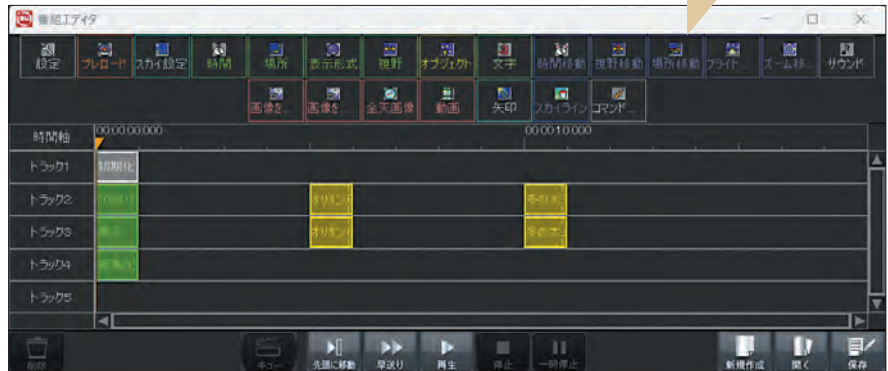 番組エディタ
設定 プレロード スカイ設定 時間 場所 表示形式 視野 オブジェクト 文字 時間移動 視野移動 場所移動 フライト... ズーム移... サウンド
画像を... 画像を... 全天画像 動画 矢印 スカイライン コマンド...
時間軸 00:00:00.000 00:00:10.000
トラック1 初期化
トラック2 オリオン 冬の大
トラック3 オリオン 冬の大
トラック4
トラック5
削除 キュー 先頭に移動 早送り 再生 停止 一時停止 新規作成 開く 保存